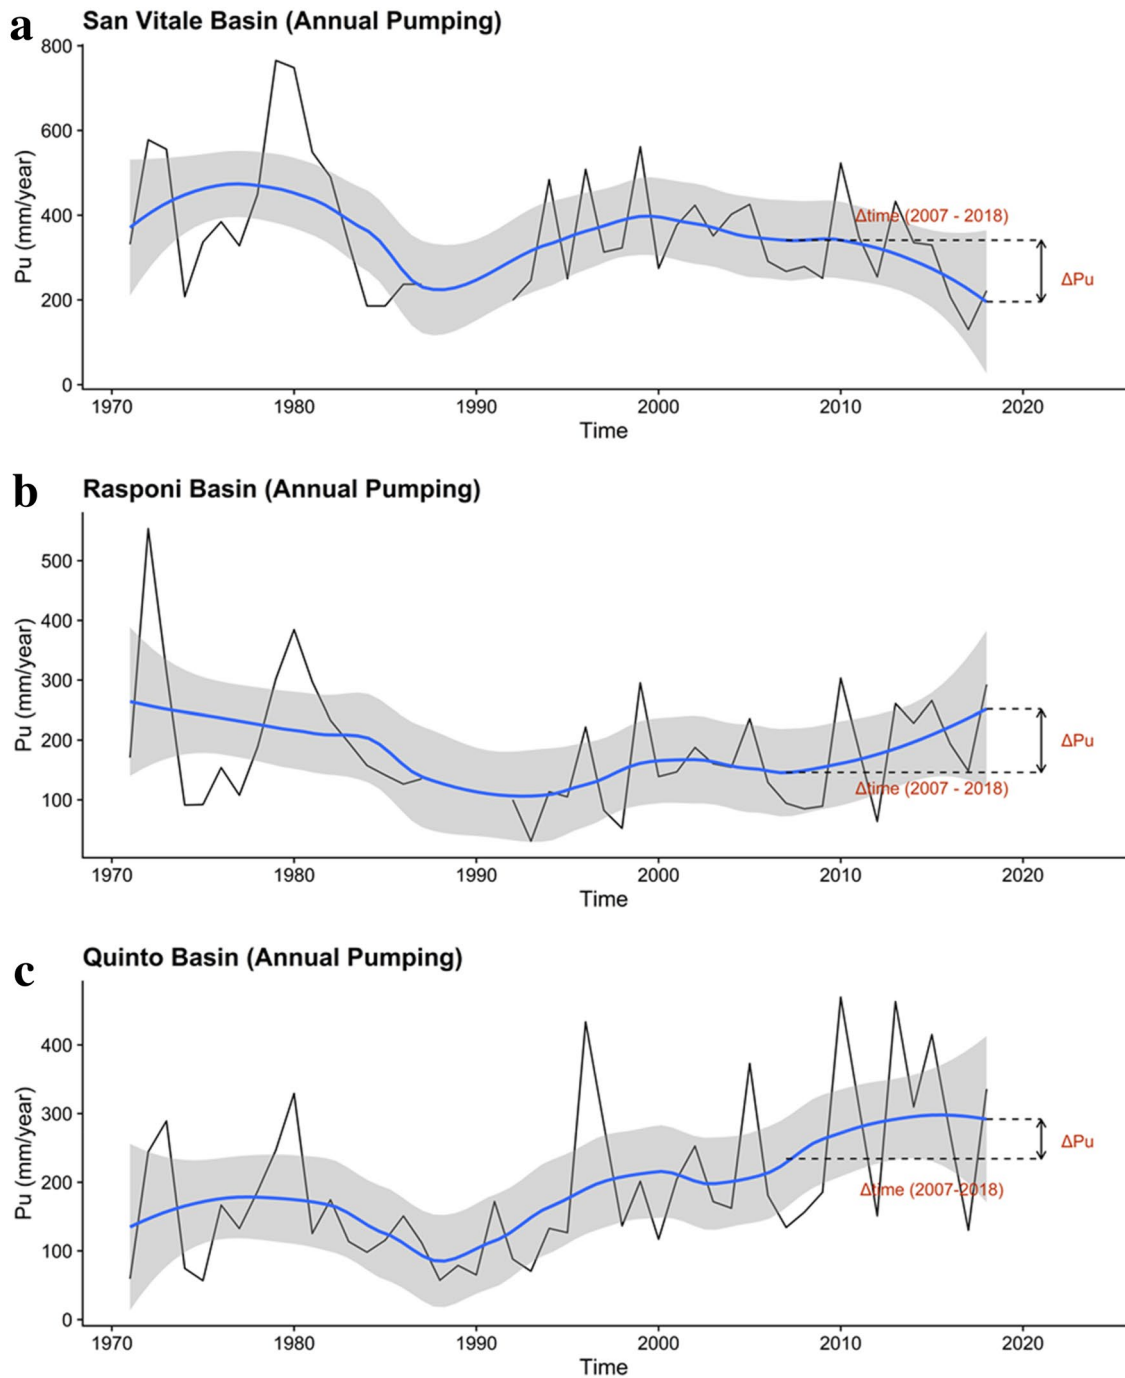 a
San Vitale Basin (Annual Pumping)
800
600
400
200
0
Pu (mm/year)
Δtime (2007 - 2018)
ΔPu
1970 1980 1990 2000 2010 2020
Time
b
Rasponi Basin (Annual Pumping)
500
400
300
200
100
Pu (mm/year)
ΔPu
Δtime (2007 - 2018)
1970 1980 1990 2000 2010 2020
Time
c
Quinto Basin (Annual Pumping)
400
300
200
100
0
Pu (mm/year)
ΔPu
Δtime (2007-2018)
1970 1980 1990 2000 2010 2020
Time